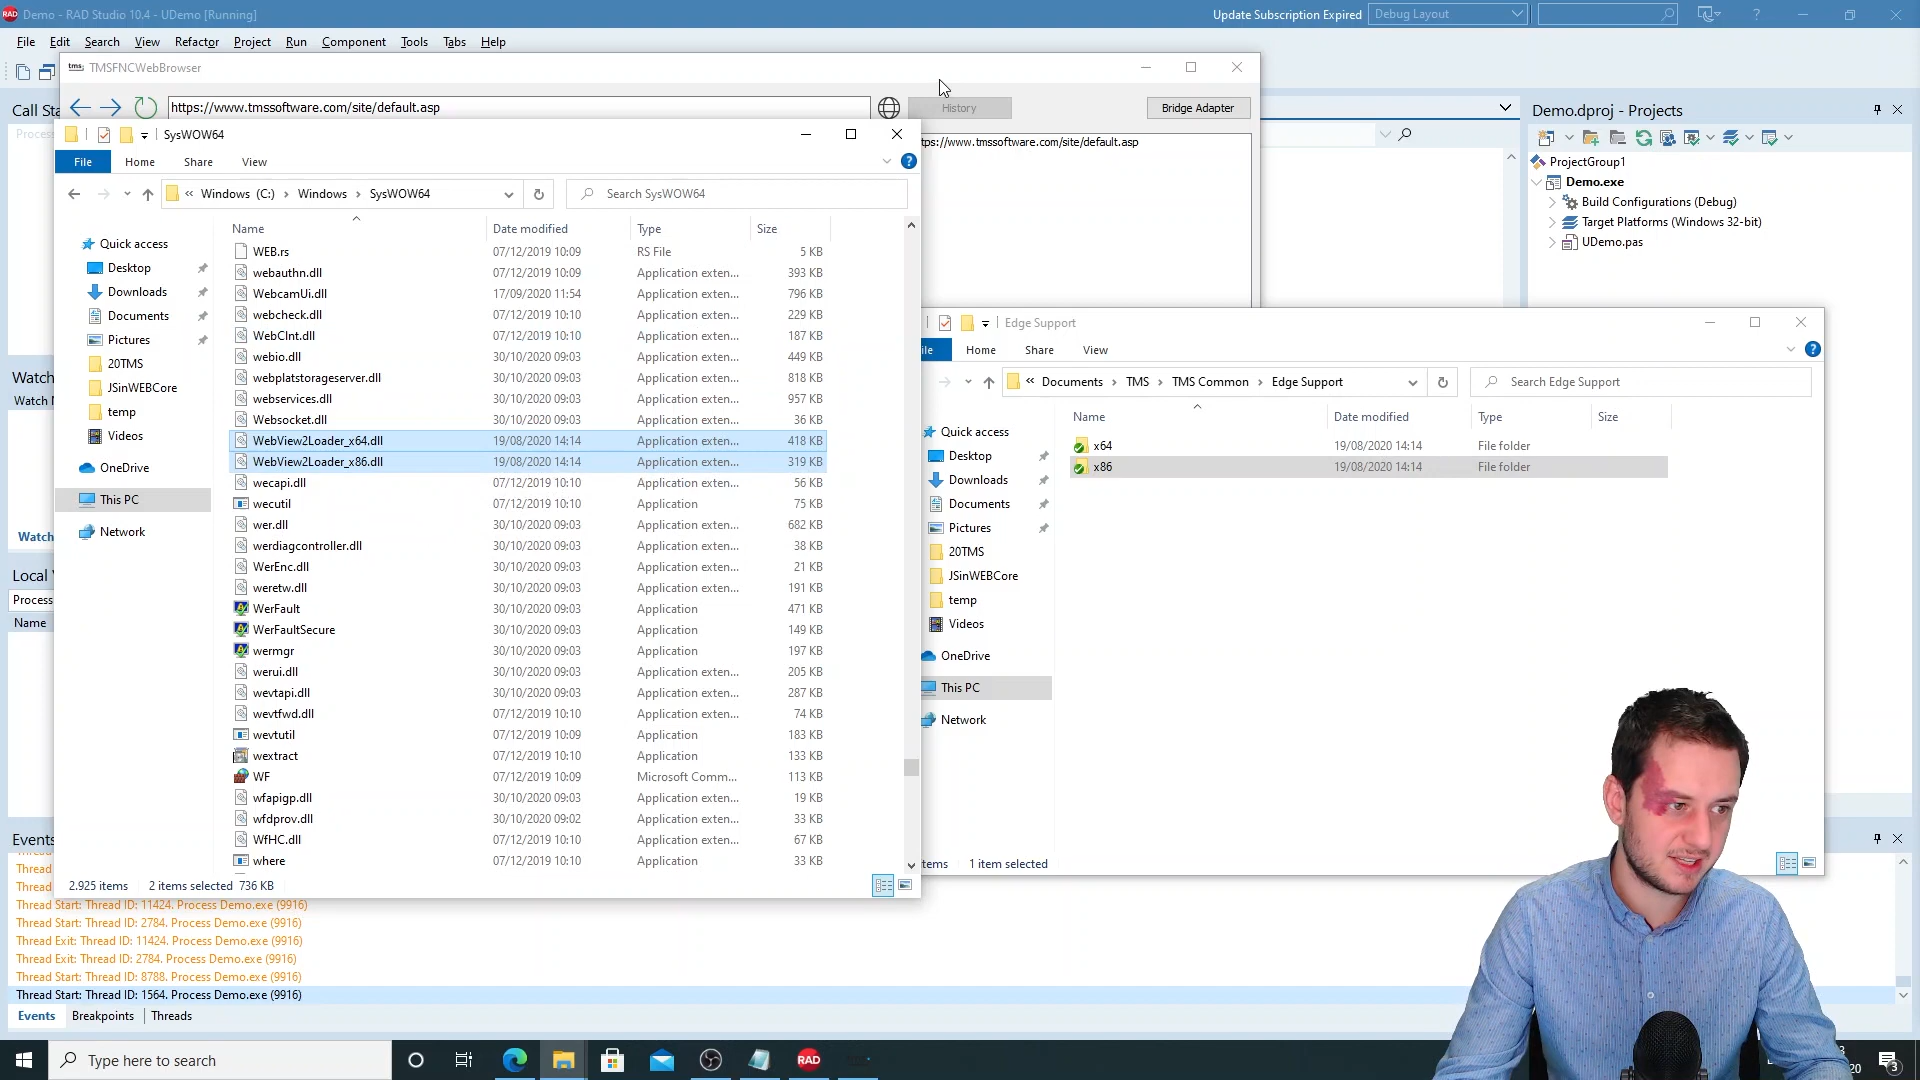 Demo - RAD Studio 10.4 - UDemo [Running]
Update Subscription Expired
Debug Layout
File Edit Search View Refactor Project Run Component Tools Tabs Help
TMSFNCWebBrowser
https://www.tmssoftware.com/site/default.asp
History
Bridge Adapter
tps://www.tmssoftware.com/site/default.asp
SysWOW64
File Home Share View
« Windows (C:) › Windows › SysWOW64
Search SysWOW64
Quick access
Desktop
Downloads
Documents
Pictures
20TMS
JSinWEBCore
temp
Videos
OneDrive
This PC
Network
Name Date modified Type Size
WEB.rs 07/12/2019 10:09 RS File 5 KB
webauthn.dll 07/12/2019 10:09 Application exten... 393 KB
WebcamUi.dll 17/09/2020 11:54 Application exten... 796 KB
webcheck.dll 07/12/2019 10:10 Application exten... 229 KB
WebClnt.dll 07/12/2019 10:10 Application exten... 187 KB
webio.dll 30/10/2020 09:03 Application exten... 449 KB
webplatstorageserver.dll 30/10/2020 09:03 Application exten... 818 KB
webservices.dll 30/10/2020 09:03 Application exten... 957 KB
Websocket.dll 30/10/2020 09:03 Application exten... 36 KB
WebView2Loader_x64.dll 19/08/2020 14:14 Application exten... 418 KB
WebView2Loader_x86.dll 19/08/2020 14:14 Application exten... 319 KB
wecapi.dll 07/12/2019 10:10 Application exten... 56 KB
wecutil 07/12/2019 10:10 Application 75 KB
wer.dll 30/10/2020 09:03 Application exten... 682 KB
werdiagcontroller.dll 30/10/2020 09:03 Application exten... 38 KB
WerEnc.dll 30/10/2020 09:03 Application exten... 21 KB
weretw.dll 30/10/2020 09:03 Application exten... 187 KB
WerFault 30/10/2020 09:03 Application 471 KB
WerFaultSecure 30/10/2020 09:03 Application 149 KB
wermgr 30/10/2020 09:03 Application 197 KB
werui.dll 30/10/2020 09:03 Application exten... 205 KB
wevtapi.dll 30/10/2020 09:03 Application exten... 287 KB
wevtfwd.dll 07/12/2019 10:10 Application exten... 74 KB
wevtutil 07/12/2019 10:09 Application 183 KB
wextract 07/12/2019 10:10 Application 133 KB
WF 07/12/2019 10:09 Microsoft Comm... 113 KB
wfapigp.dll 30/10/2020 09:03 Application exten... 19 KB
wfdprov.dll 30/10/2020 09:02 Application exten... 33 KB
WfHC.dll 07/12/2019 10:10 Application exten... 67 KB
where 07/12/2019 10:10 Application 33 KB
2.925 items 2 items selected 736 KB
Edge Support
ile Home Share View
« Documents › TMS › TMS Common › Edge Support
Search Edge Support
Quick access
Desktop
Downloads
Documents
Pictures
20TMS
JSinWEBCore
temp
Videos
OneDrive
This PC
Network
Name Date modified Type Size
x64 19/08/2020 14:14 File folder
x86 19/08/2020 14:14 File folder
tems 1 item selected
Demo.dproj - Projects
ProjectGroup1
Demo.exe
Build Configurations (Debug)
Target Platforms (Windows 32-bit)
UDemo.pas
Call Sta
Process
Watch
Watch N
Watch
Local V
Process
Name
Events
Thread
Thread
Thread Start: Thread ID: 11424. Process Demo.exe (9916)
Thread Start: Thread ID: 2784. Process Demo.exe (9916)
Thread Exit: Thread ID: 11424. Process Demo.exe (9916)
Thread Exit: Thread ID: 2784. Process Demo.exe (9916)
Thread Start: Thread ID: 8788. Process Demo.exe (9916)
Thread Start: Thread ID: 1564. Process Demo.exe (9916)
Events Breakpoints Threads
Type here to search
RAD
20
3